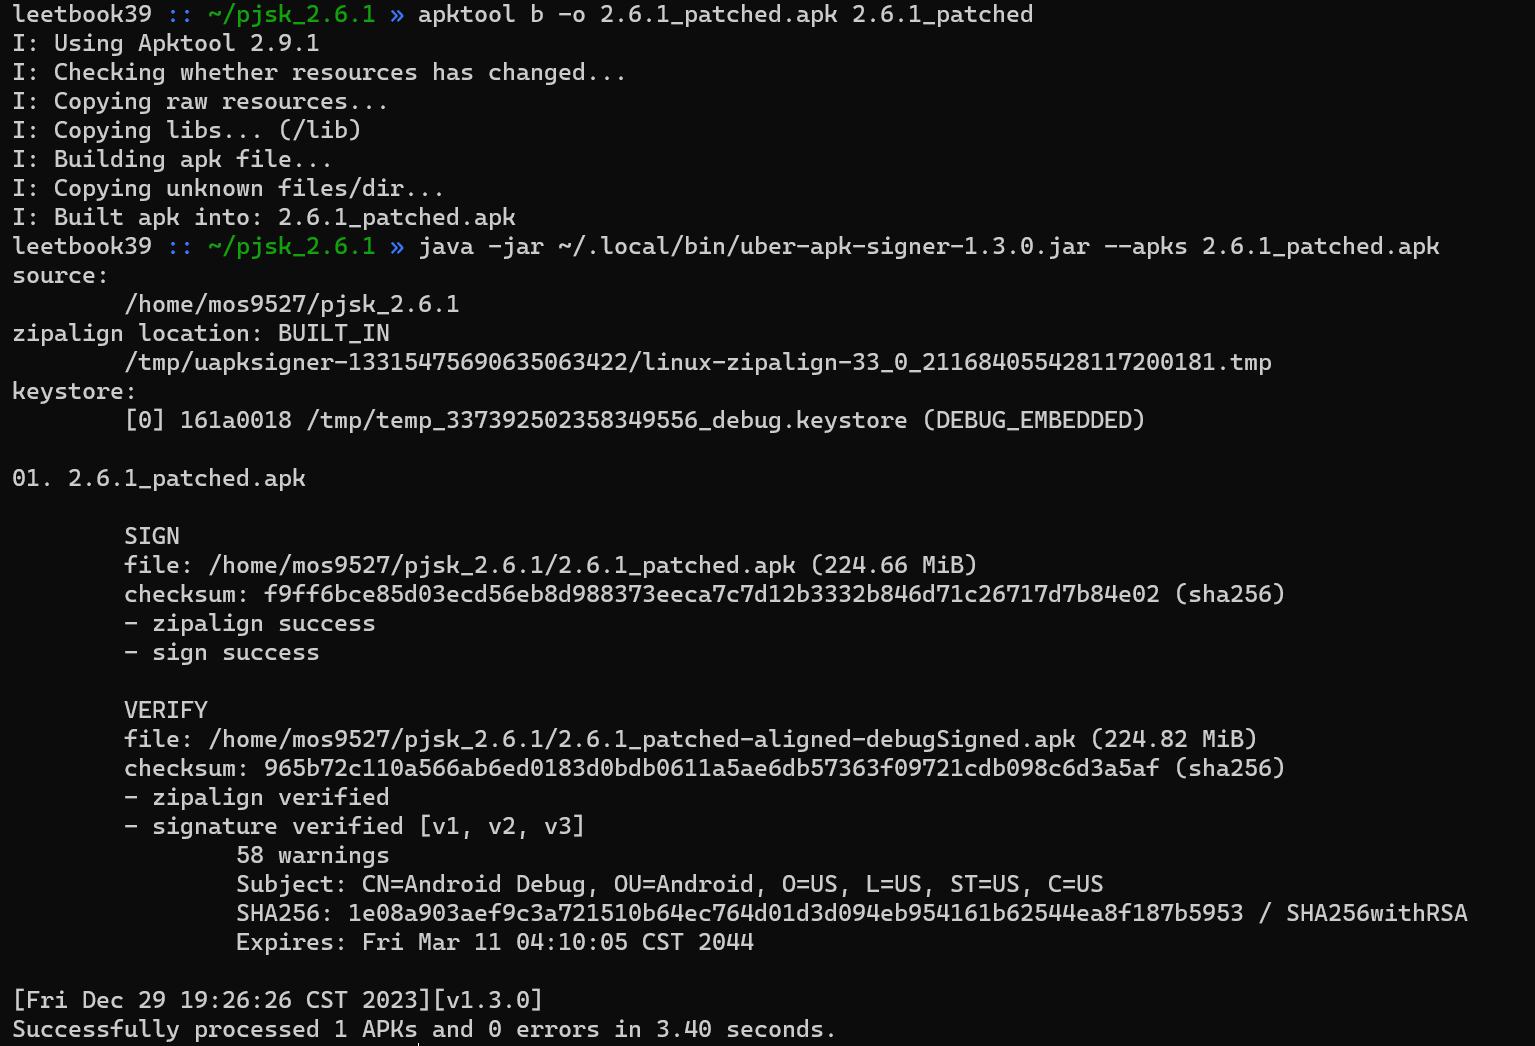 leetbook39 :: ~/pjsk_2.6.1 » apktool b -o 2.6.1_patched.apk 2.6.1_patched
I: Using Apktool 2.9.1
I: Checking whether resources has changed...
I: Copying raw resources...
I: Copying libs... (/lib)
I: Building apk file...
I: Copying unknown files/dir...
I: Built apk into: 2.6.1_patched.apk
leetbook39 :: ~/pjsk_2.6.1 » java -jar ~/.local/bin/uber-apk-signer-1.3.0.jar --apks 2.6.1_patched.apk
source:
/home/mos9527/pjsk_2.6.1
zipalign location: BUILT_IN
/tmp/uapksigner-13315475690635063422/linux-zipalign-33_0_211684055428117200181.tmp
keystore:
[0] 161a0018 /tmp/temp_337392502358349556_debug.keystore (DEBUG_EMBEDDED)
01. 2.6.1_patched.apk
SIGN
file: /home/mos9527/pjsk_2.6.1/2.6.1_patched.apk (224.66 MiB)
checksum: f9ff6bce85d03ecd56eb8d988373eeca7c7d12b3332b846d71c26717d7b84e02 (sha256)
- zipalign success
- sign success
VERIFY
file: /home/mos9527/pjsk_2.6.1/2.6.1_patched-aligned-debugSigned.apk (224.82 MiB)
checksum: 965b72c110a566ab6ed0183d0bdb0611a5ae6db57363f09721cdb098c6d3a5af (sha256)
- zipalign verified
- signature verified [v1, v2, v3]
58 warnings
Subject: CN=Android Debug, OU=Android, O=US, L=US, ST=US, C=US
SHA256: 1e08a903aef9c3a721510b64ec764d01d3d094eb954161b62544ea8f187b5953 / SHA256withRSA
Expires: Fri Mar 11 04:10:05 CST 2044
[Fri Dec 29 19:26:26 CST 2023][v1.3.0]
Successfully processed 1 APKs and 0 errors in 3.40 seconds.